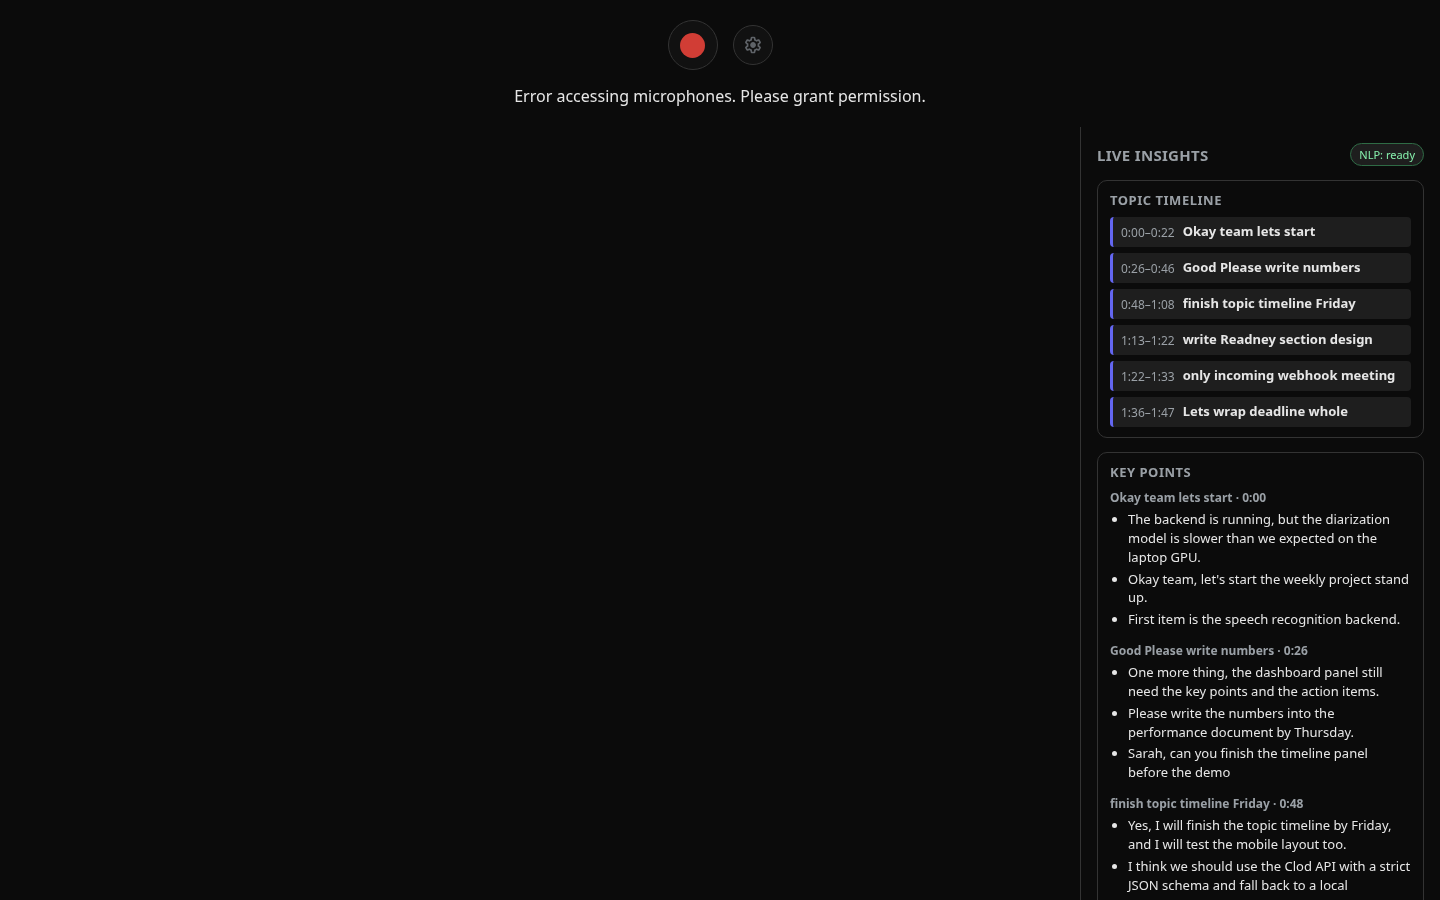 Error accessing microphones. Please grant permission.
LIVE INSIGHTS
NLP: ready
TOPIC TIMELINE
0:00–0:22 Okay team lets start
0:26–0:46 Good Please write numbers
0:48–1:08 finish topic timeline Friday
1:13–1:22 write Readney section design
1:22–1:33 only incoming webhook meeting
1:36–1:47 Lets wrap deadline whole
KEY POINTS
Okay team lets start · 0:00
The backend is running, but the diarization
model is slower than we expected on the
laptop GPU.
Okay team, let's start the weekly project stand
up.
First item is the speech recognition backend.
Good Please write numbers · 0:26
One more thing, the dashboard panel still
need the key points and the action items.
Please write the numbers into the
performance document by Thursday.
Sarah, can you finish the timeline panel
before the demo
finish topic timeline Friday · 0:48
Yes, I will finish the topic timeline by Friday,
and I will test the mobile layout too.
I think we should use the Clod API with a strict
JSON schema and fall back to a local